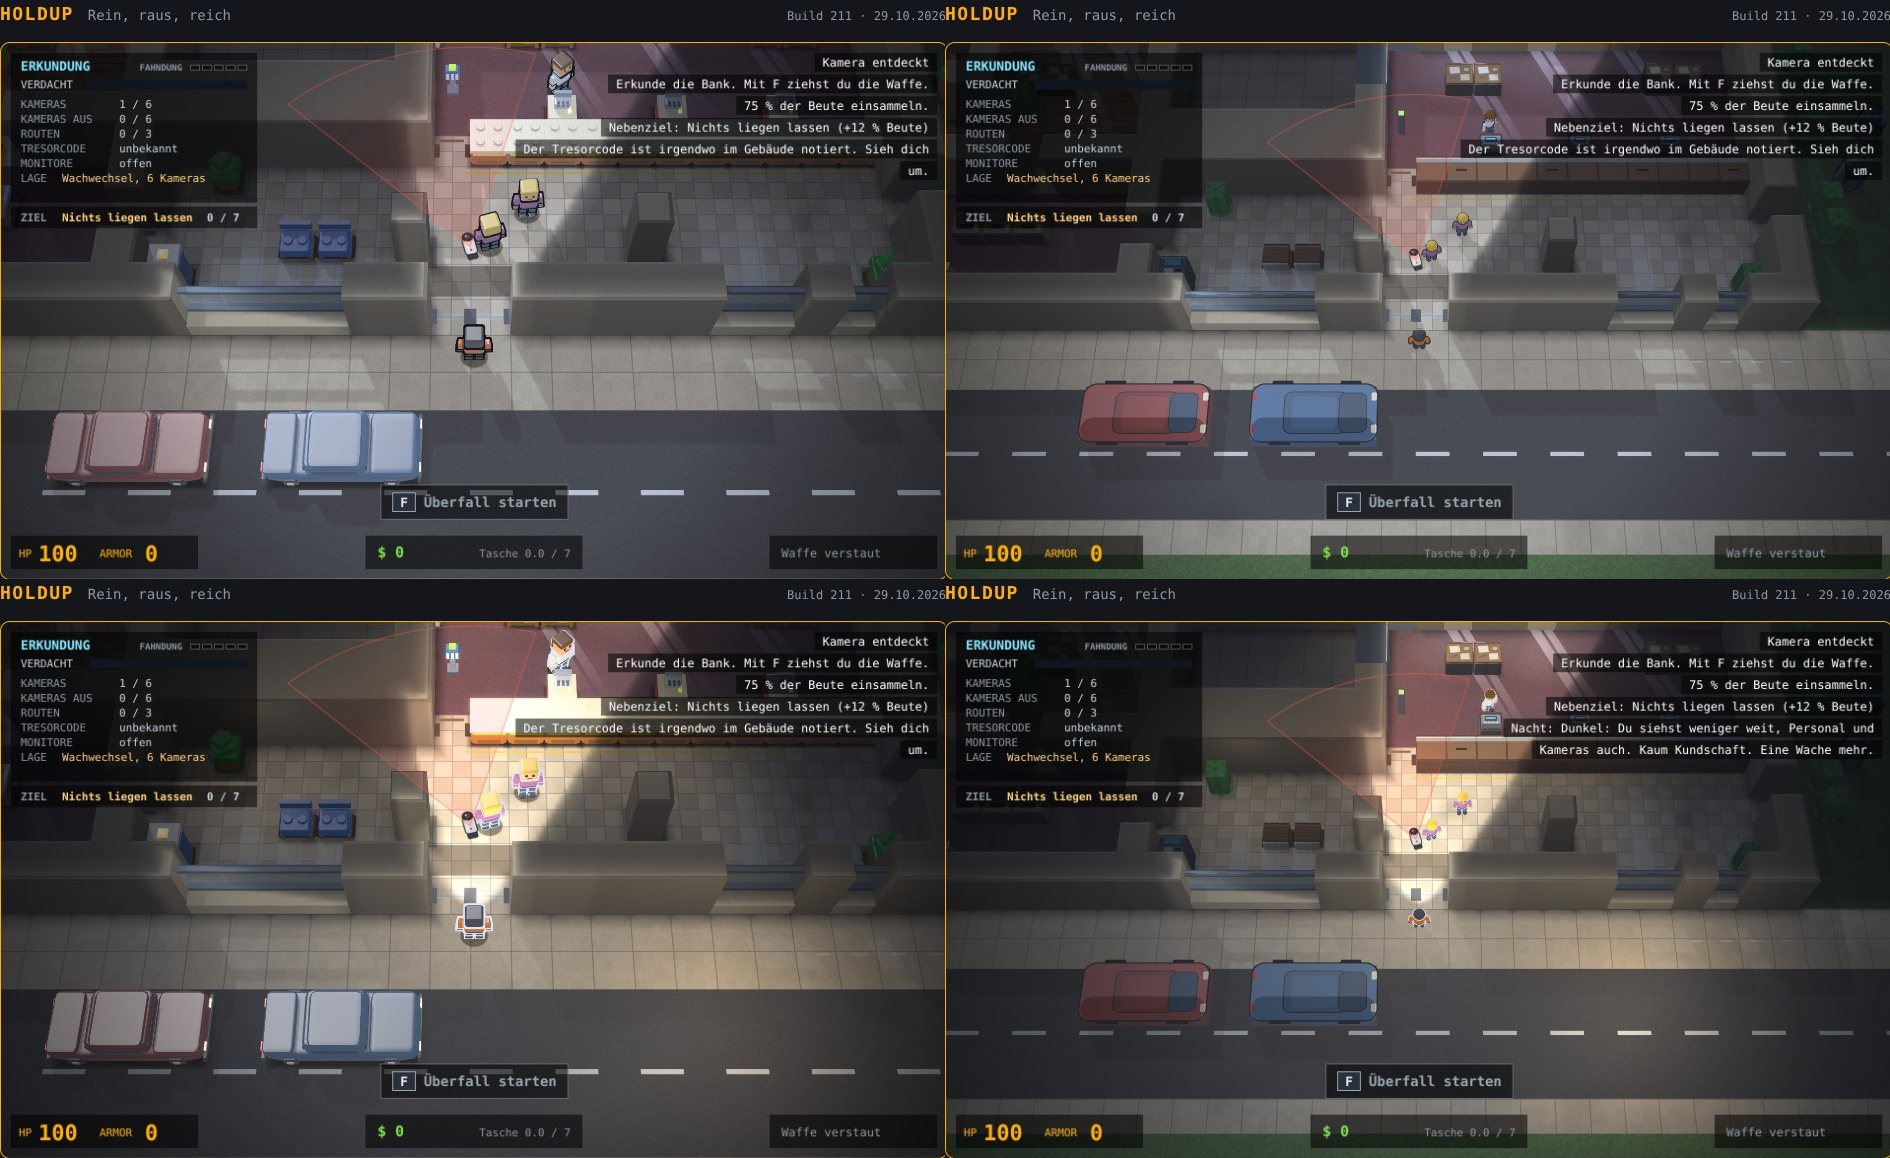 HOLDUP Rein, raus, reich
Build 211 · 29.10.2026
ERKUNDUNG
FAHNDUNG
VERDACHT
KAMERAS 1 / 6
KAMERAS AUS 0 / 6
ROUTEN 0 / 3
TRESORCODE unbekannt
MONITORE offen
LAGE Wachwechsel, 6 Kameras
ZIEL Nichts liegen lassen 0 / 7
Kamera entdeckt
Erkunde die Bank. Mit F ziehst du die Waffe.
75 % der Beute einsammeln.
Nebenziel: Nichts liegen lassen (+12 % Beute)
Der Tresorcode ist irgendwo im Gebäude notiert. Sieh dich
um.
F Überfall starten
HP 100 ARMOR 0
$ 0 Tasche 0.0 / 7
Waffe verstaut
HOLDUP Rein, raus, reich
Build 211 · 29.10.2026
ERKUNDUNG
FAHNDUNG
VERDACHT
KAMERAS 1 / 6
KAMERAS AUS 0 / 6
ROUTEN 0 / 3
TRESORCODE unbekannt
MONITORE offen
LAGE Wachwechsel, 6 Kameras
ZIEL Nichts liegen lassen 0 / 7
Kamera entdeckt
Erkunde die Bank. Mit F ziehst du die Waffe.
75 % der Beute einsammeln.
Nebenziel: Nichts liegen lassen (+12 % Beute)
Der Tresorcode ist irgendwo im Gebäude notiert. Sieh dich
um.
F Überfall starten
HP 100 ARMOR 0
$ 0 Tasche 0.0 / 7
Waffe verstaut
HOLDUP Rein, raus, reich
Build 211 · 29.10.2026
ERKUNDUNG
FAHNDUNG
VERDACHT
KAMERAS 1 / 6
KAMERAS AUS 0 / 6
ROUTEN 0 / 3
TRESORCODE unbekannt
MONITORE offen
LAGE Wachwechsel, 6 Kameras
ZIEL Nichts liegen lassen 0 / 7
Kamera entdeckt
Erkunde die Bank. Mit F ziehst du die Waffe.
75 % der Beute einsammeln.
Nebenziel: Nichts liegen lassen (+12 % Beute)
Der Tresorcode ist irgendwo im Gebäude notiert. Sieh dich
um.
F Überfall starten
HP 100 ARMOR 0
$ 0 Tasche 0.0 / 7
Waffe verstaut
HOLDUP Rein, raus, reich
Build 211 · 29.10.2026
ERKUNDUNG
FAHNDUNG
VERDACHT
KAMERAS 1 / 6
KAMERAS AUS 0 / 6
ROUTEN 0 / 3
TRESORCODE unbekannt
MONITORE offen
LAGE Wachwechsel, 6 Kameras
ZIEL Nichts liegen lassen 0 / 7
Kamera entdeckt
Erkunde die Bank. Mit F ziehst du die Waffe.
75 % der Beute einsammeln.
Nebenziel: Nichts liegen lassen (+12 % Beute)
Nacht: Dunkel: Du siehst weniger weit, Personal und
Kameras auch. Kaum Kundschaft. Eine Wache mehr.
F Überfall starten
HP 100 ARMOR 0
$ 0 Tasche 0.0 / 7
Waffe verstaut